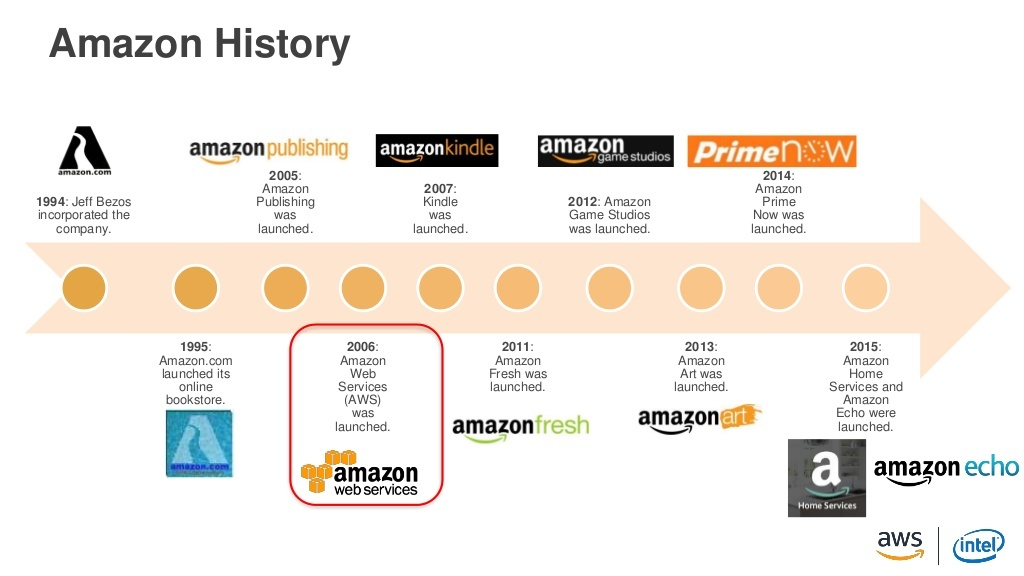 Amazon History
amazon.com
1994: Jeff Bezos
incorporated the
company.
amazonpublishing
2005:
Amazon
Publishing
was
launched.
amazonkindle
2007:
Kindle
was
launched.
amazon
game studios
2012: Amazon
Game Studios
was launched.
PrimenOW
2014:
Amazon
Prime
Now was
launched.
1995:
Amazon.com
launched its
online
bookstore.
amazon.com
2006:
Amazon
Web
Services
(AWS)
was
launched.
amazon
web services
2011:
Amazon
Fresh was
launched.
amazonfresh
2013:
Amazon
Art was
launched.
amazonart
2015:
Amazon
Home
Services and
Amazon
Echo were
launched.
a
Home Services
amazon echo
aws
intel